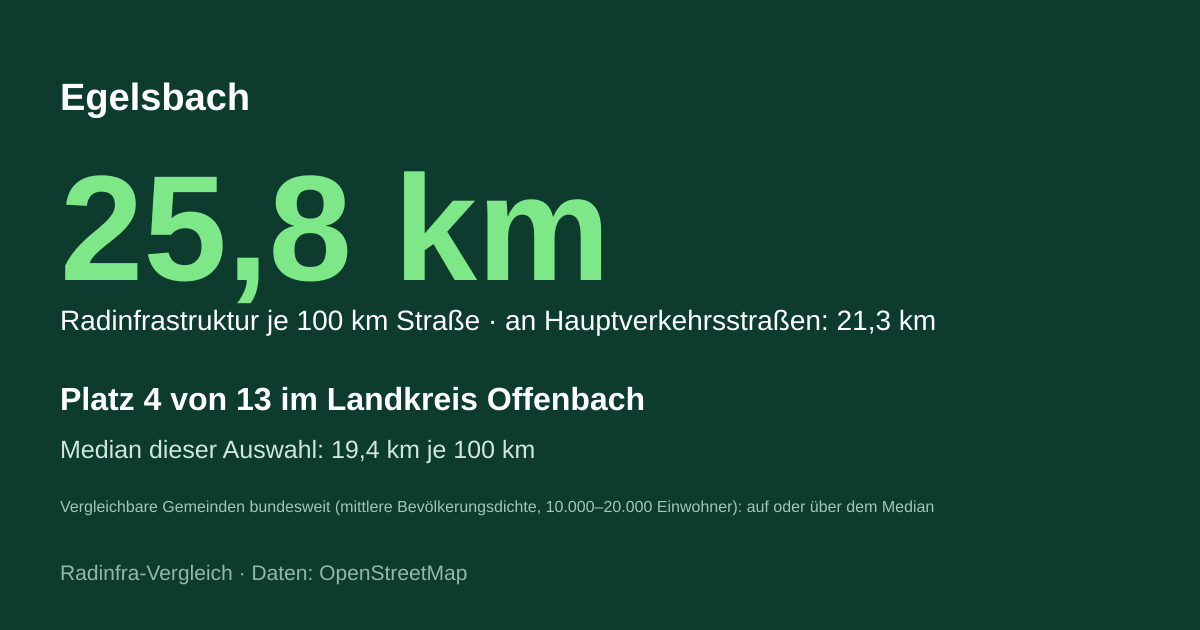 Egelsbach
25,8 km
Radinfrastruktur je 100 km Straße · an Hauptverkehrsstraßen: 21,3 km
Platz 4 von 13 im Landkreis Offenbach
Median dieser Auswahl: 19,4 km je 100 km
Vergleichbare Gemeinden bundesweit (mittlere Bevölkerungsdichte, 10.000–20.000 Einwohner): auf oder über dem Median
Radinfra-Vergleich · Daten: OpenStreetMap